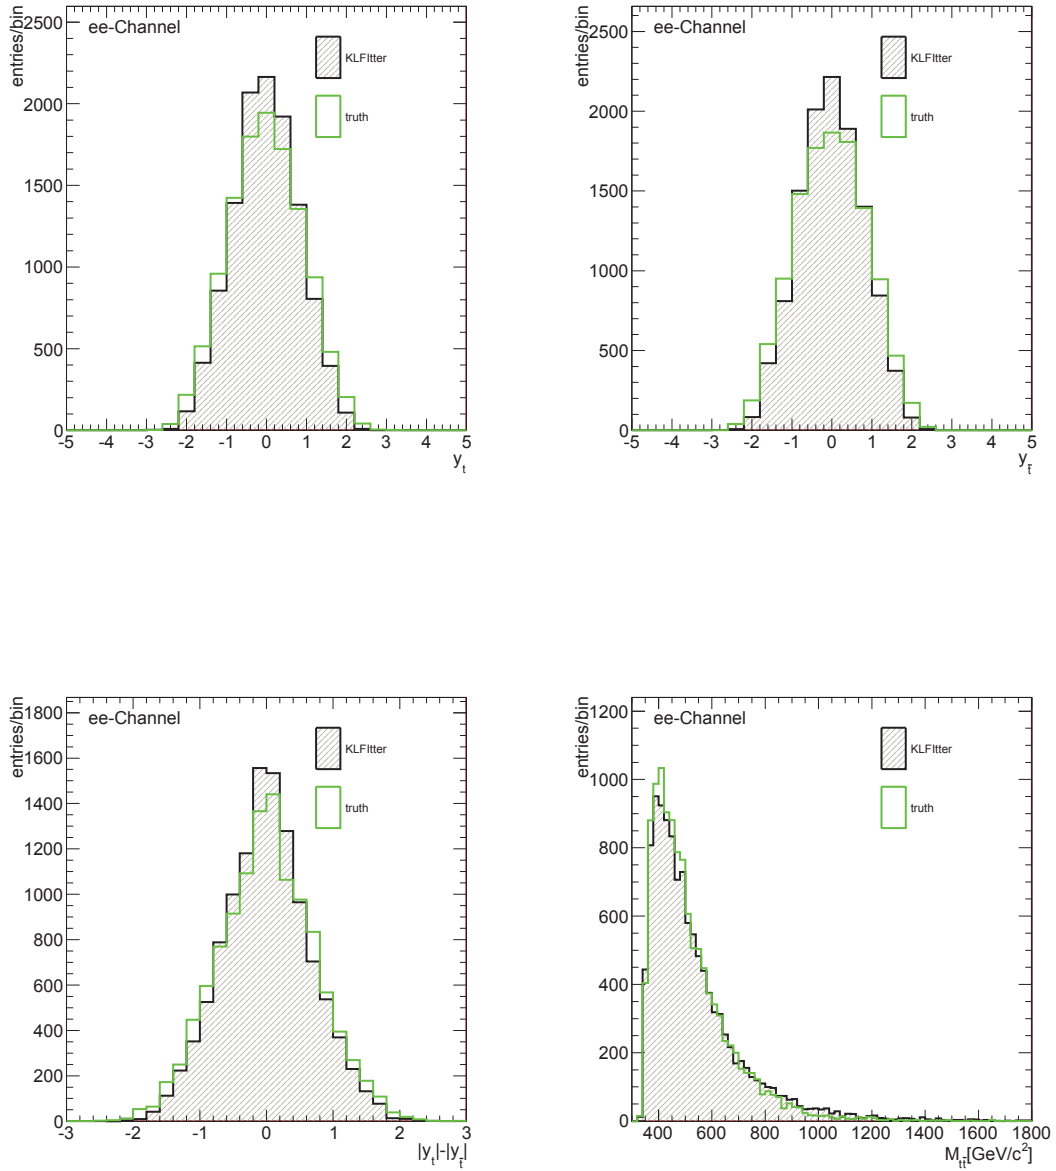 entries/bin
2500
2000
1500
1000
500
0
ee-Channel
KLFItter
truth
-5 -4 -3 -2 -1 0 1 2 3 4 5
y_t
entries/bin
2500
2000
1500
1000
500
0
ee-Channel
KLFItter
truth
-5 -4 -3 -2 -1 0 1 2 3 4 5
y_t̄
entries/bin
1800
1600
1400
1200
1000
800
600
400
200
0
ee-Channel
KLFItter
truth
-3 -2 -1 0 1 2 3
|y_t|-|y_t̄|
entries/bin
1200
1000
800
600
400
200
0
ee-Channel
KLFItter
truth
400 600 800 1000 1200 1400 1600 1800
M_tt̄[GeV/c²]